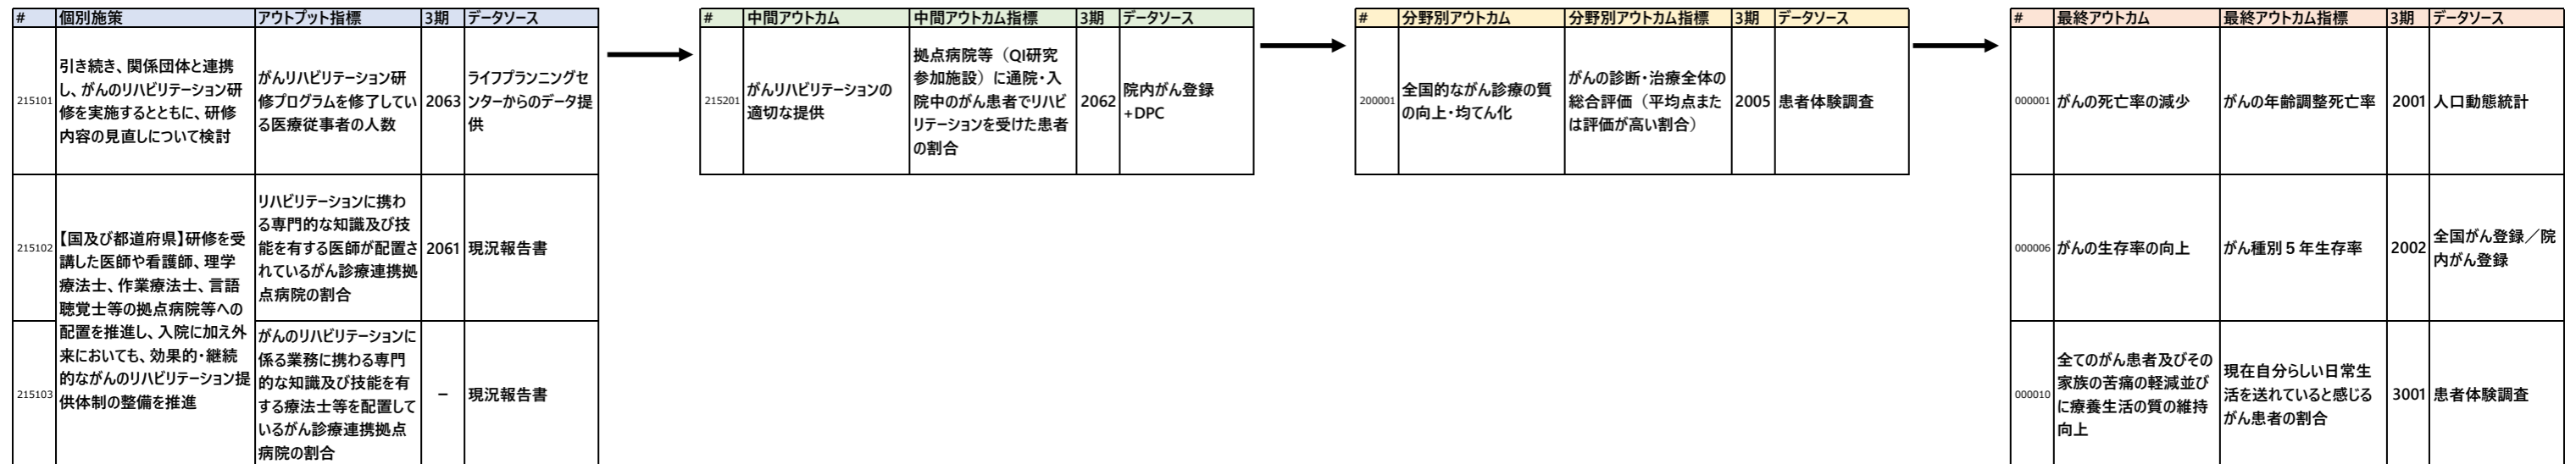 # 個別施策 アウトプット指標 3期 データソース
215101
引き続き、関係団体と連携
し、がんのリハビリテーション研
修を実施するとともに、研修
内容の見直しについて検討
がんリハビリテーション研
修プログラムを修了してい
る医療従事者の人数
2063
ライフプランニングセ
ンターからのデータ提
供
215102
【国及び都道府県】研修を受
講した医師や看護師、理学
療法士、作業療法士、言語
聴覚士等の拠点病院等への
配置を推進し、入院に加え外
来においても、効果的・継続
的ながんのリハビリテーション提
供体制の整備を推進
リハビリテーションに携わ
る専門的な知識及び技
能を有する医師が配置さ
れているがん診療連携拠
点病院の割合
2061
現況報告書
215103
がんのリハビリテーションに
係る業務に携わる専門
的な知識及び技能を有
する療法士等を配置して
いるがん診療連携拠点
病院の割合
－
現況報告書
# 中間アウトカム 中間アウトカム指標 3期 データソース
215201
がんリハビリテーションの
適切な提供
拠点病院等（QI研究
参加施設）に通院・入
院中のがん患者でリハビ
リテーションを受けた患者
の割合
2062
院内がん登録
+DPC
# 分野別アウトカム 分野別アウトカム指標 3期 データソース
200001
全国的ながん診療の質
の向上・均てん化
がんの診断・治療全体の
総合評価（平均点また
は評価が高い割合）
2005
患者体験調査
# 最終アウトカム 最終アウトカム指標 3期 データソース
000001
がんの死亡率の減少
がんの年齢調整死亡率
2001
人口動態統計
000006
がんの生存率の向上
がん種別５年生存率
2002
全国がん登録／院
内がん登録
000010
全てのがん患者及びその
家族の苦痛の軽減並び
に療養生活の質の維持
向上
現在自分らしい日常生
活を送れていると感じる
がん患者の割合
3001
患者体験調査